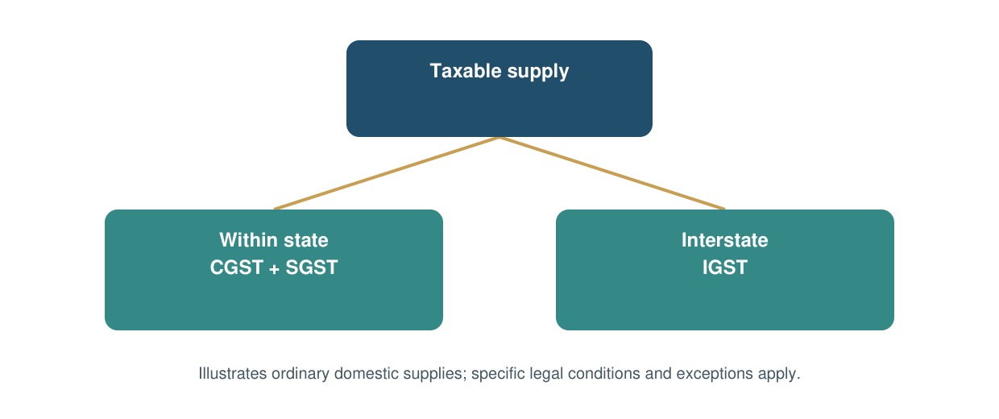 Taxable supply
Within state
CGST + SGST
Interstate
IGST
Illustrates ordinary domestic supplies; specific legal conditions and exceptions apply.